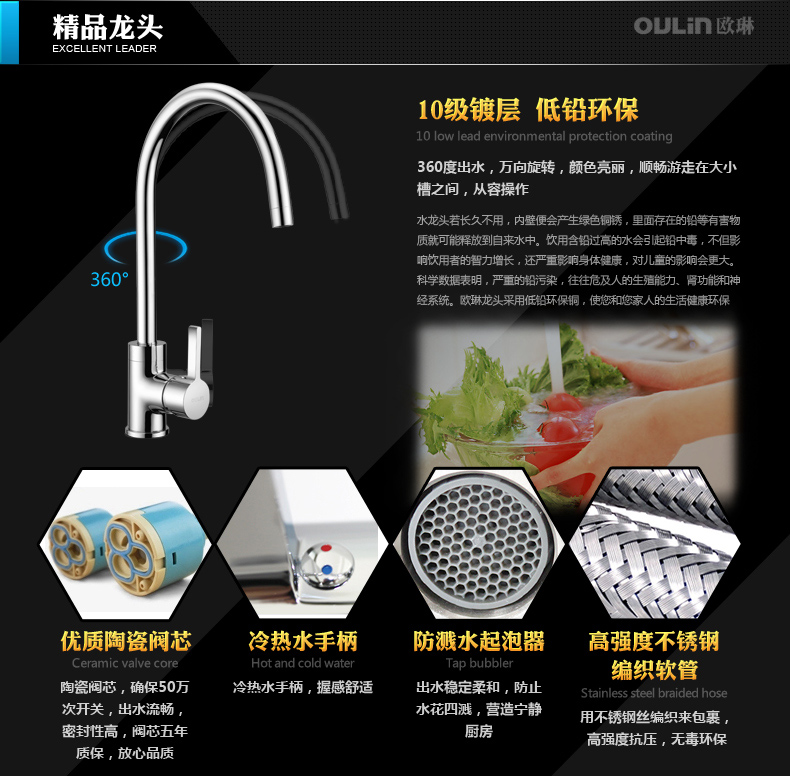 精品龙头
EXCELLENT LEADER
OULIN欧琳
10级镀层 低铅环保
10 low lead environmental protection coating
360度出水，万向旋转，颜色亮丽，顺畅游走在大小
槽之间，从容操作
水龙头若长久不用，内壁便会产生绿色铜锈，里面存在的铅等有害物
质就可能释放到自来水中。饮用含铅过高的水会引起铅中毒，不但影
响饮用者的智力增长，还严重影响身体健康，对儿童的影响会更大。
科学数据表明，严重的铅污染，往往危及人的生殖能力、肾功能和神
经系统。欧琳龙头采用低铅环保铜，使您和您家人的生活健康环保
360°
优质陶瓷阀芯
Ceramic valve core
陶瓷阀芯，确保50万
次开关，出水流畅，
密封性高，阀芯五年
质保，放心品质
冷热水手柄
Hot and cold water
冷热水手柄，握感舒适
防溅水起泡器
Tap bubbler
出水稳定柔和，防止
水花四溅，营造宁静
厨房
高强度不锈钢
编织软管
Stainless steel braided hose
用不锈钢丝编织来包裹，
高强度抗压，无毒环保